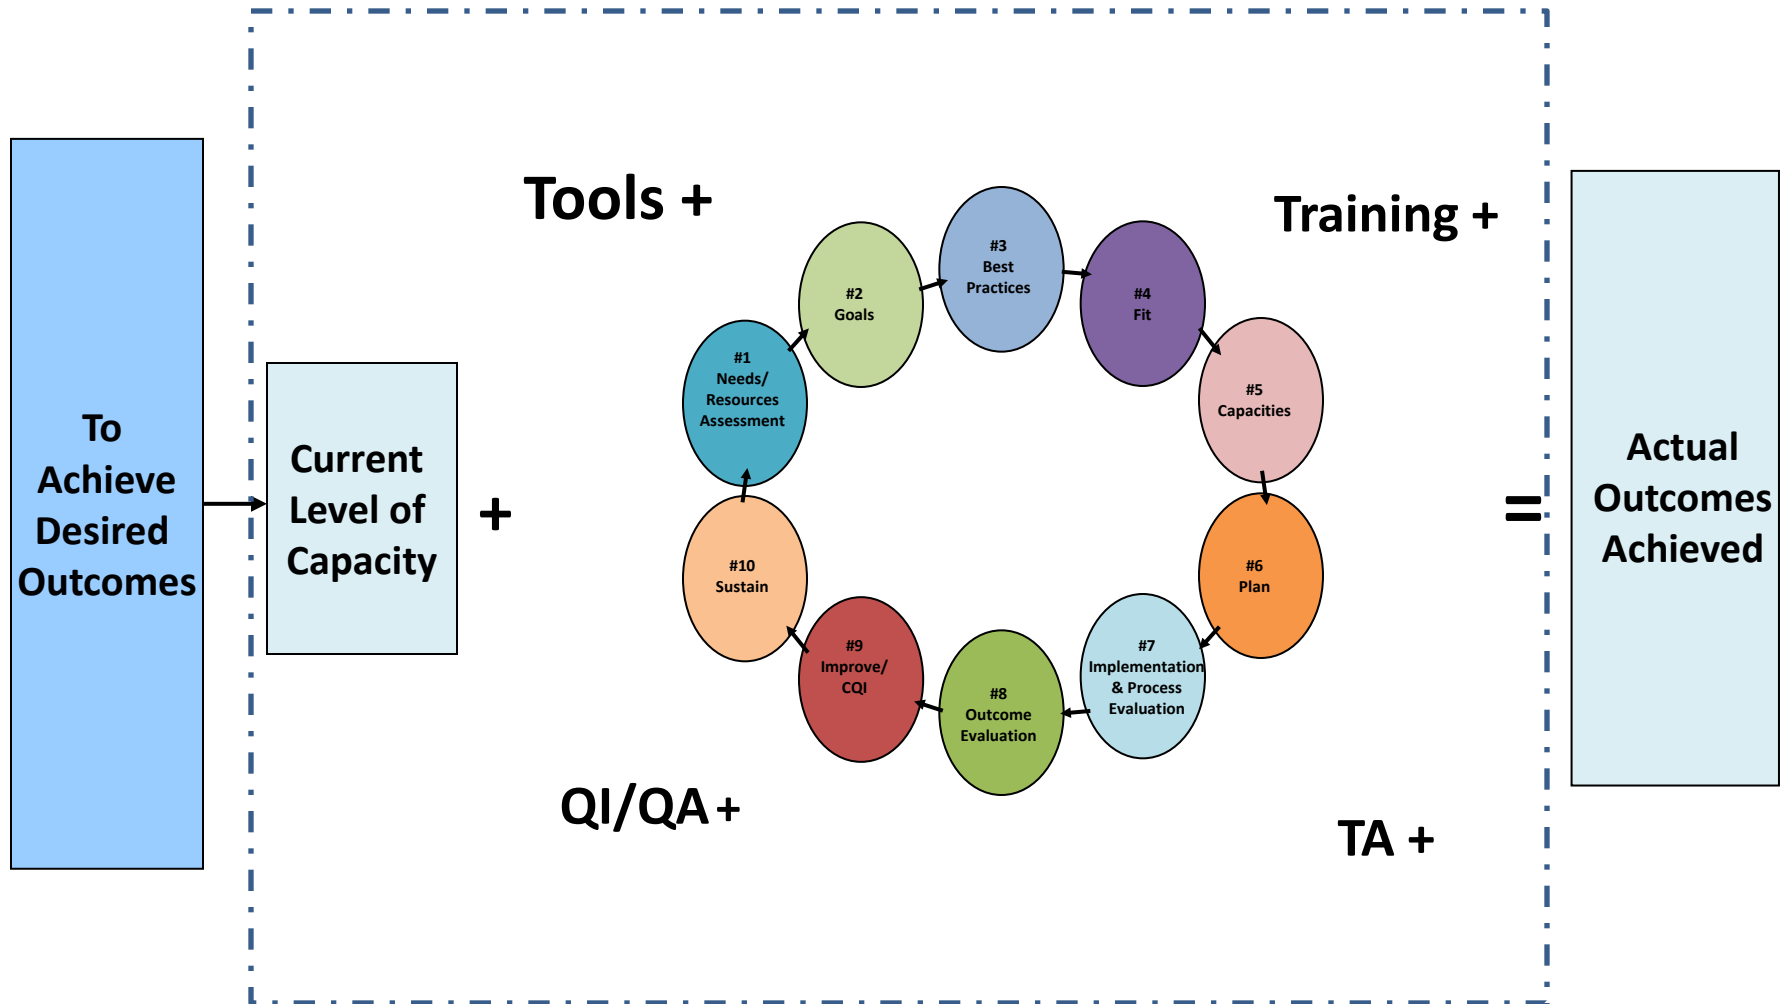 To
Achieve
Desired
Outcomes
Current
Level of
Capacity
+
Tools +
Training +
#1
Needs/
Resources
Assessment
#2
Goals
#3
Best
Practices
#4
Fit
#5
Capacities
#6
Plan
#7
Implementation
& Process
Evaluation
#8
Outcome
Evaluation
#9
Improve/
CQI
#10
Sustain
QI/QA +
TA +
=
Actual
Outcomes
Achieved